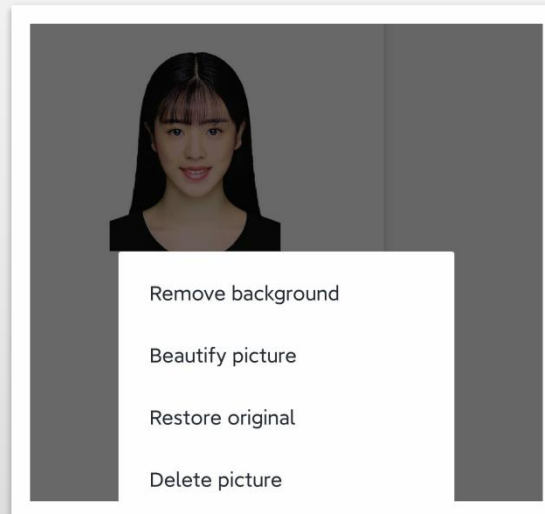 Remove background
Beautify picture
Restore original
Delete picture